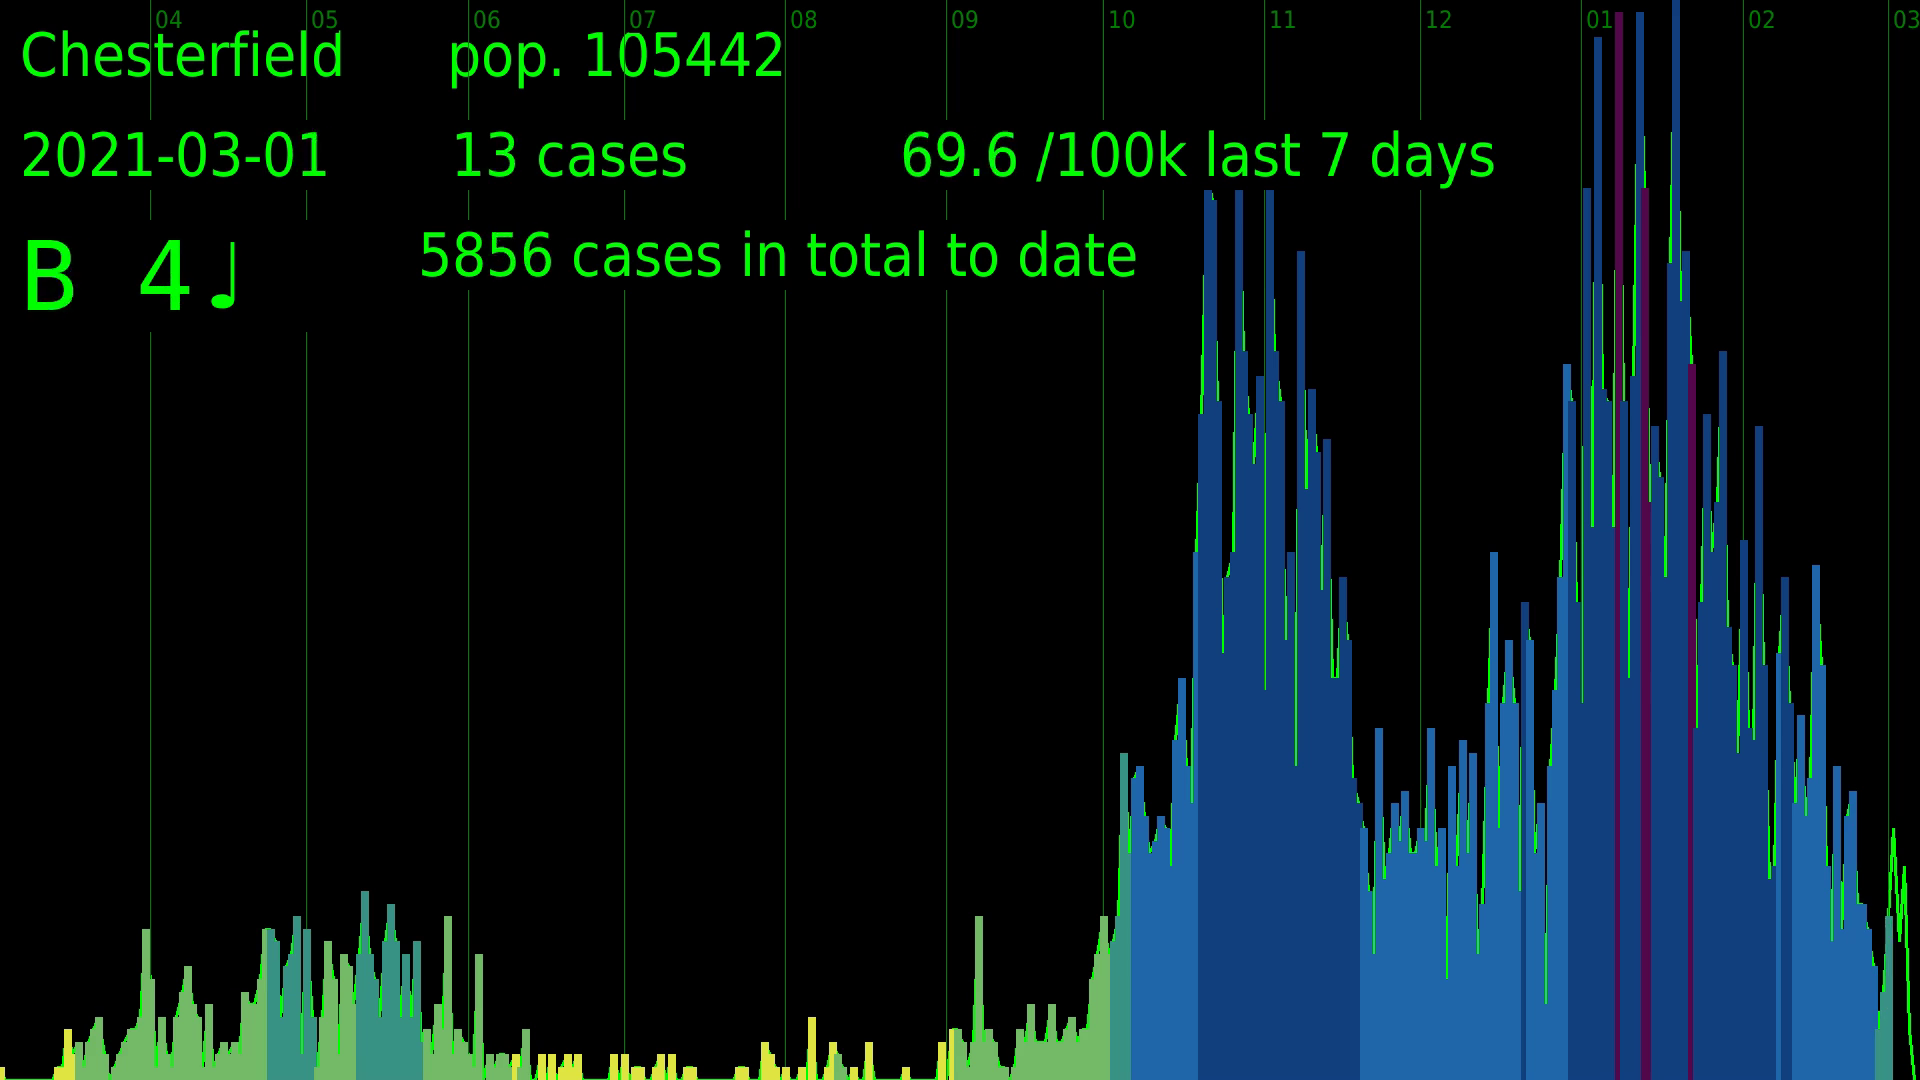 04 05 06 07 08 09 10 11 12 01 02 03
Chesterfield pop. 105442
2021-03-01 13 cases 69.6 /100k last 7 days
B 4♩ 5856 cases in total to date